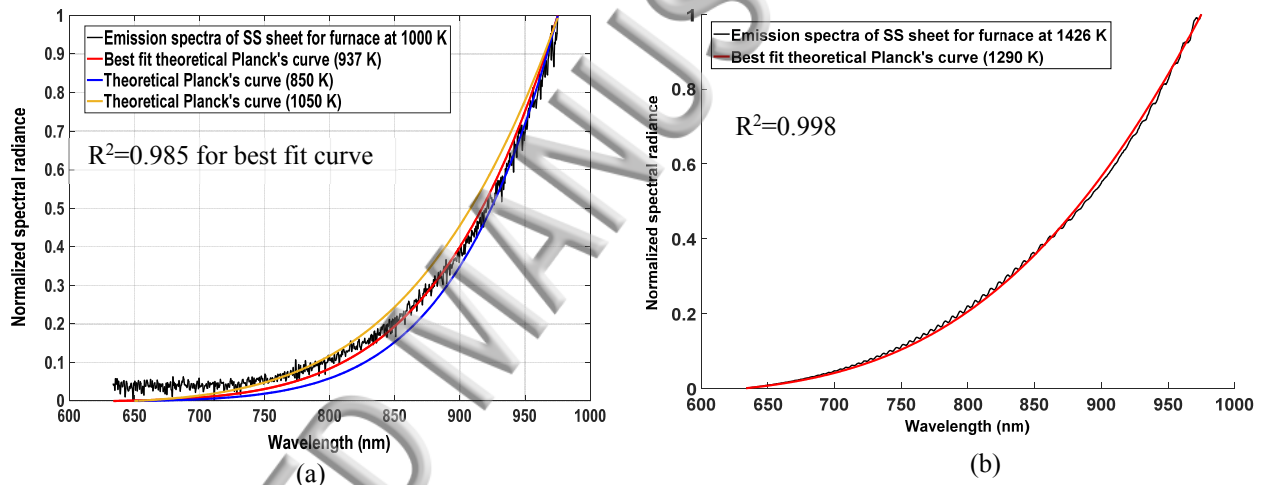 Emission spectra of SS sheet for furnace at 1000 K
Best fit theoretical Planck's curve (937 K)
Theoretical Planck's curve (850 K)
Theoretical Planck's curve (1050 K)
R²=0.985 for best fit curve
Normalized spectral radiance
1
0.9
0.8
0.7
0.6
0.5
0.4
0.3
0.2
0.1
0
600 650 700 750 800 850 900 950 1000
Wavelength (nm)
(a)
Emission spectra of SS sheet for furnace at 1426 K
Best fit theoretical Planck's curve (1290 K)
R²=0.998
Normalized spectral radiance
1
0.8
0.6
0.4
0.2
0
600 650 700 750 800 850 900 950 1000
Wavelength (nm)
(b)
D MANUS